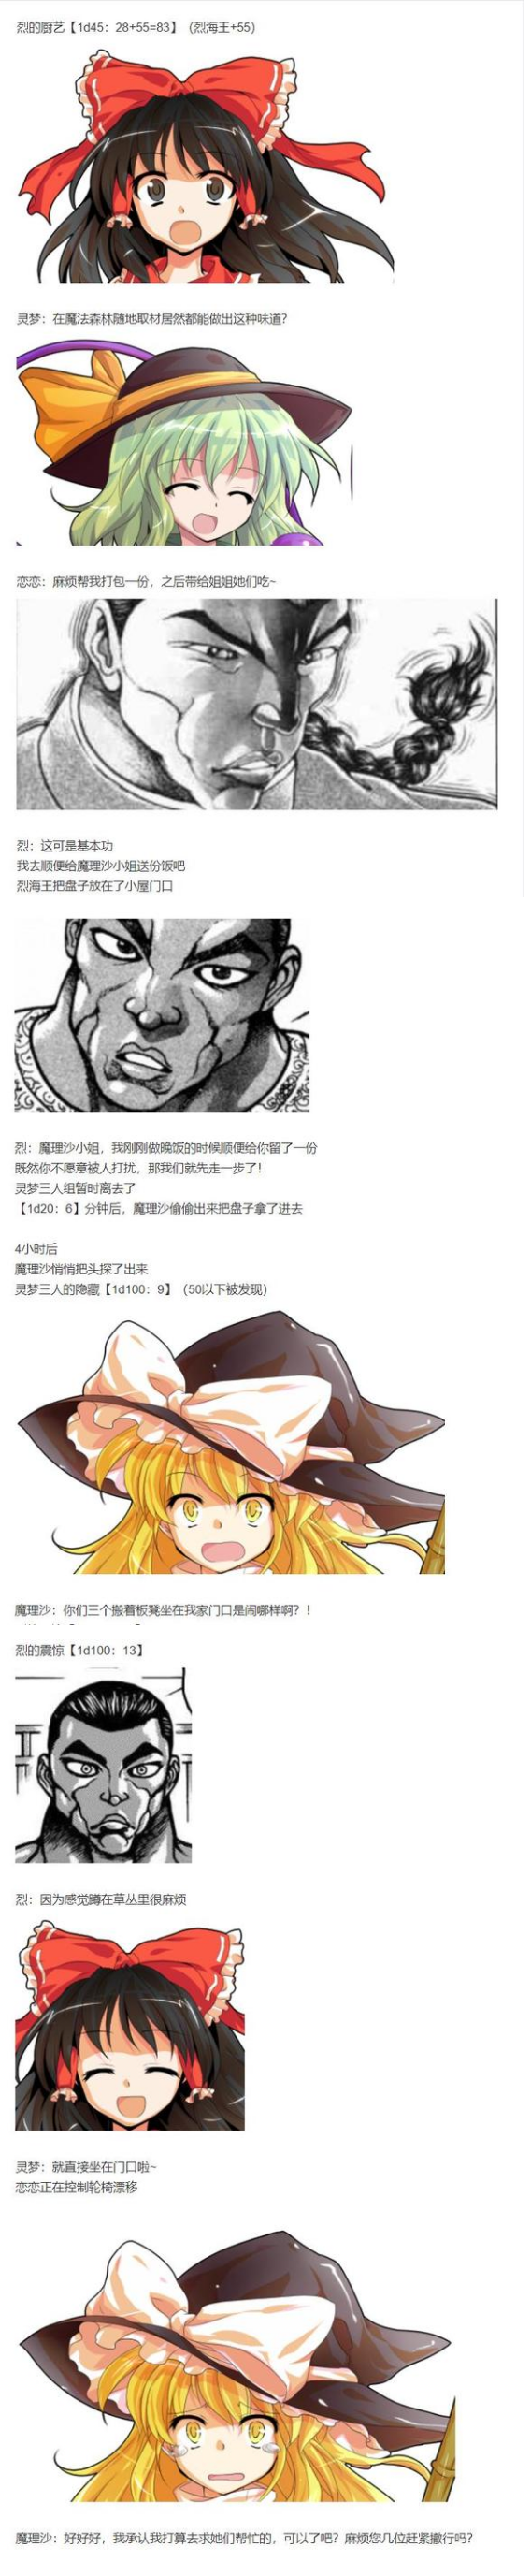 烈的厨艺【1d45：28+55=83】（烈海王+55）
灵梦：在魔法森林随地取材居然都能做出这种味道？
恋恋：麻烦帮我打包一份，之后带给姐姐她们吃~
烈：这可是基本功
我去顺便给魔理沙小姐送份饭吧
烈海王把盘子放在了小屋门口
烈：魔理沙小姐，我刚刚做晚饭的时候顺便给你留了一份
既然你不愿意被人打扰，那我们就先走一步了！
灵梦三人组暂时离去了
【1d20：6】分钟后，魔理沙偷偷出来把盘子拿了进去
4小时后
魔理沙悄悄把头探了出来
灵梦三人的隐藏【1d100：9】（50以下被发现）
魔理沙：你们三个搬着板凳坐在我家门口是闹哪样啊？！
烈的震惊【1d100：13】
烈：因为感觉蹲在草丛里很麻烦
灵梦：就直接坐在门口啦~
恋恋正在控制轮椅漂移
魔理沙：好好好，我承认我打算去求她们帮忙的，可以了吧？麻烦您几位赶紧撤行吗？